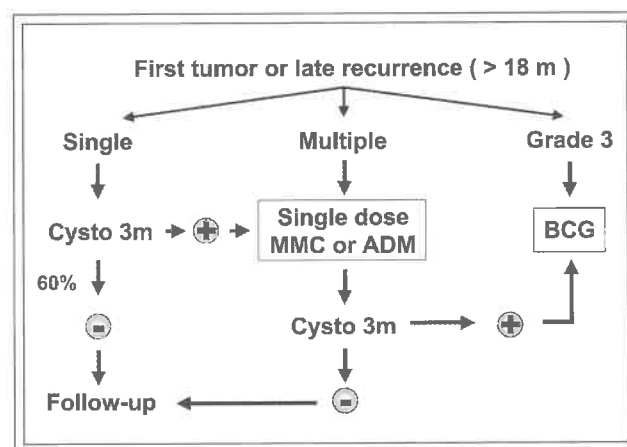 First tumor or late recurrence ( > 18 m )
Single
Multiple
Grade 3
Cysto 3m
+
Single dose
MMC or ADM
BCG
60%
-
Cysto 3m
+
Follow-up
-